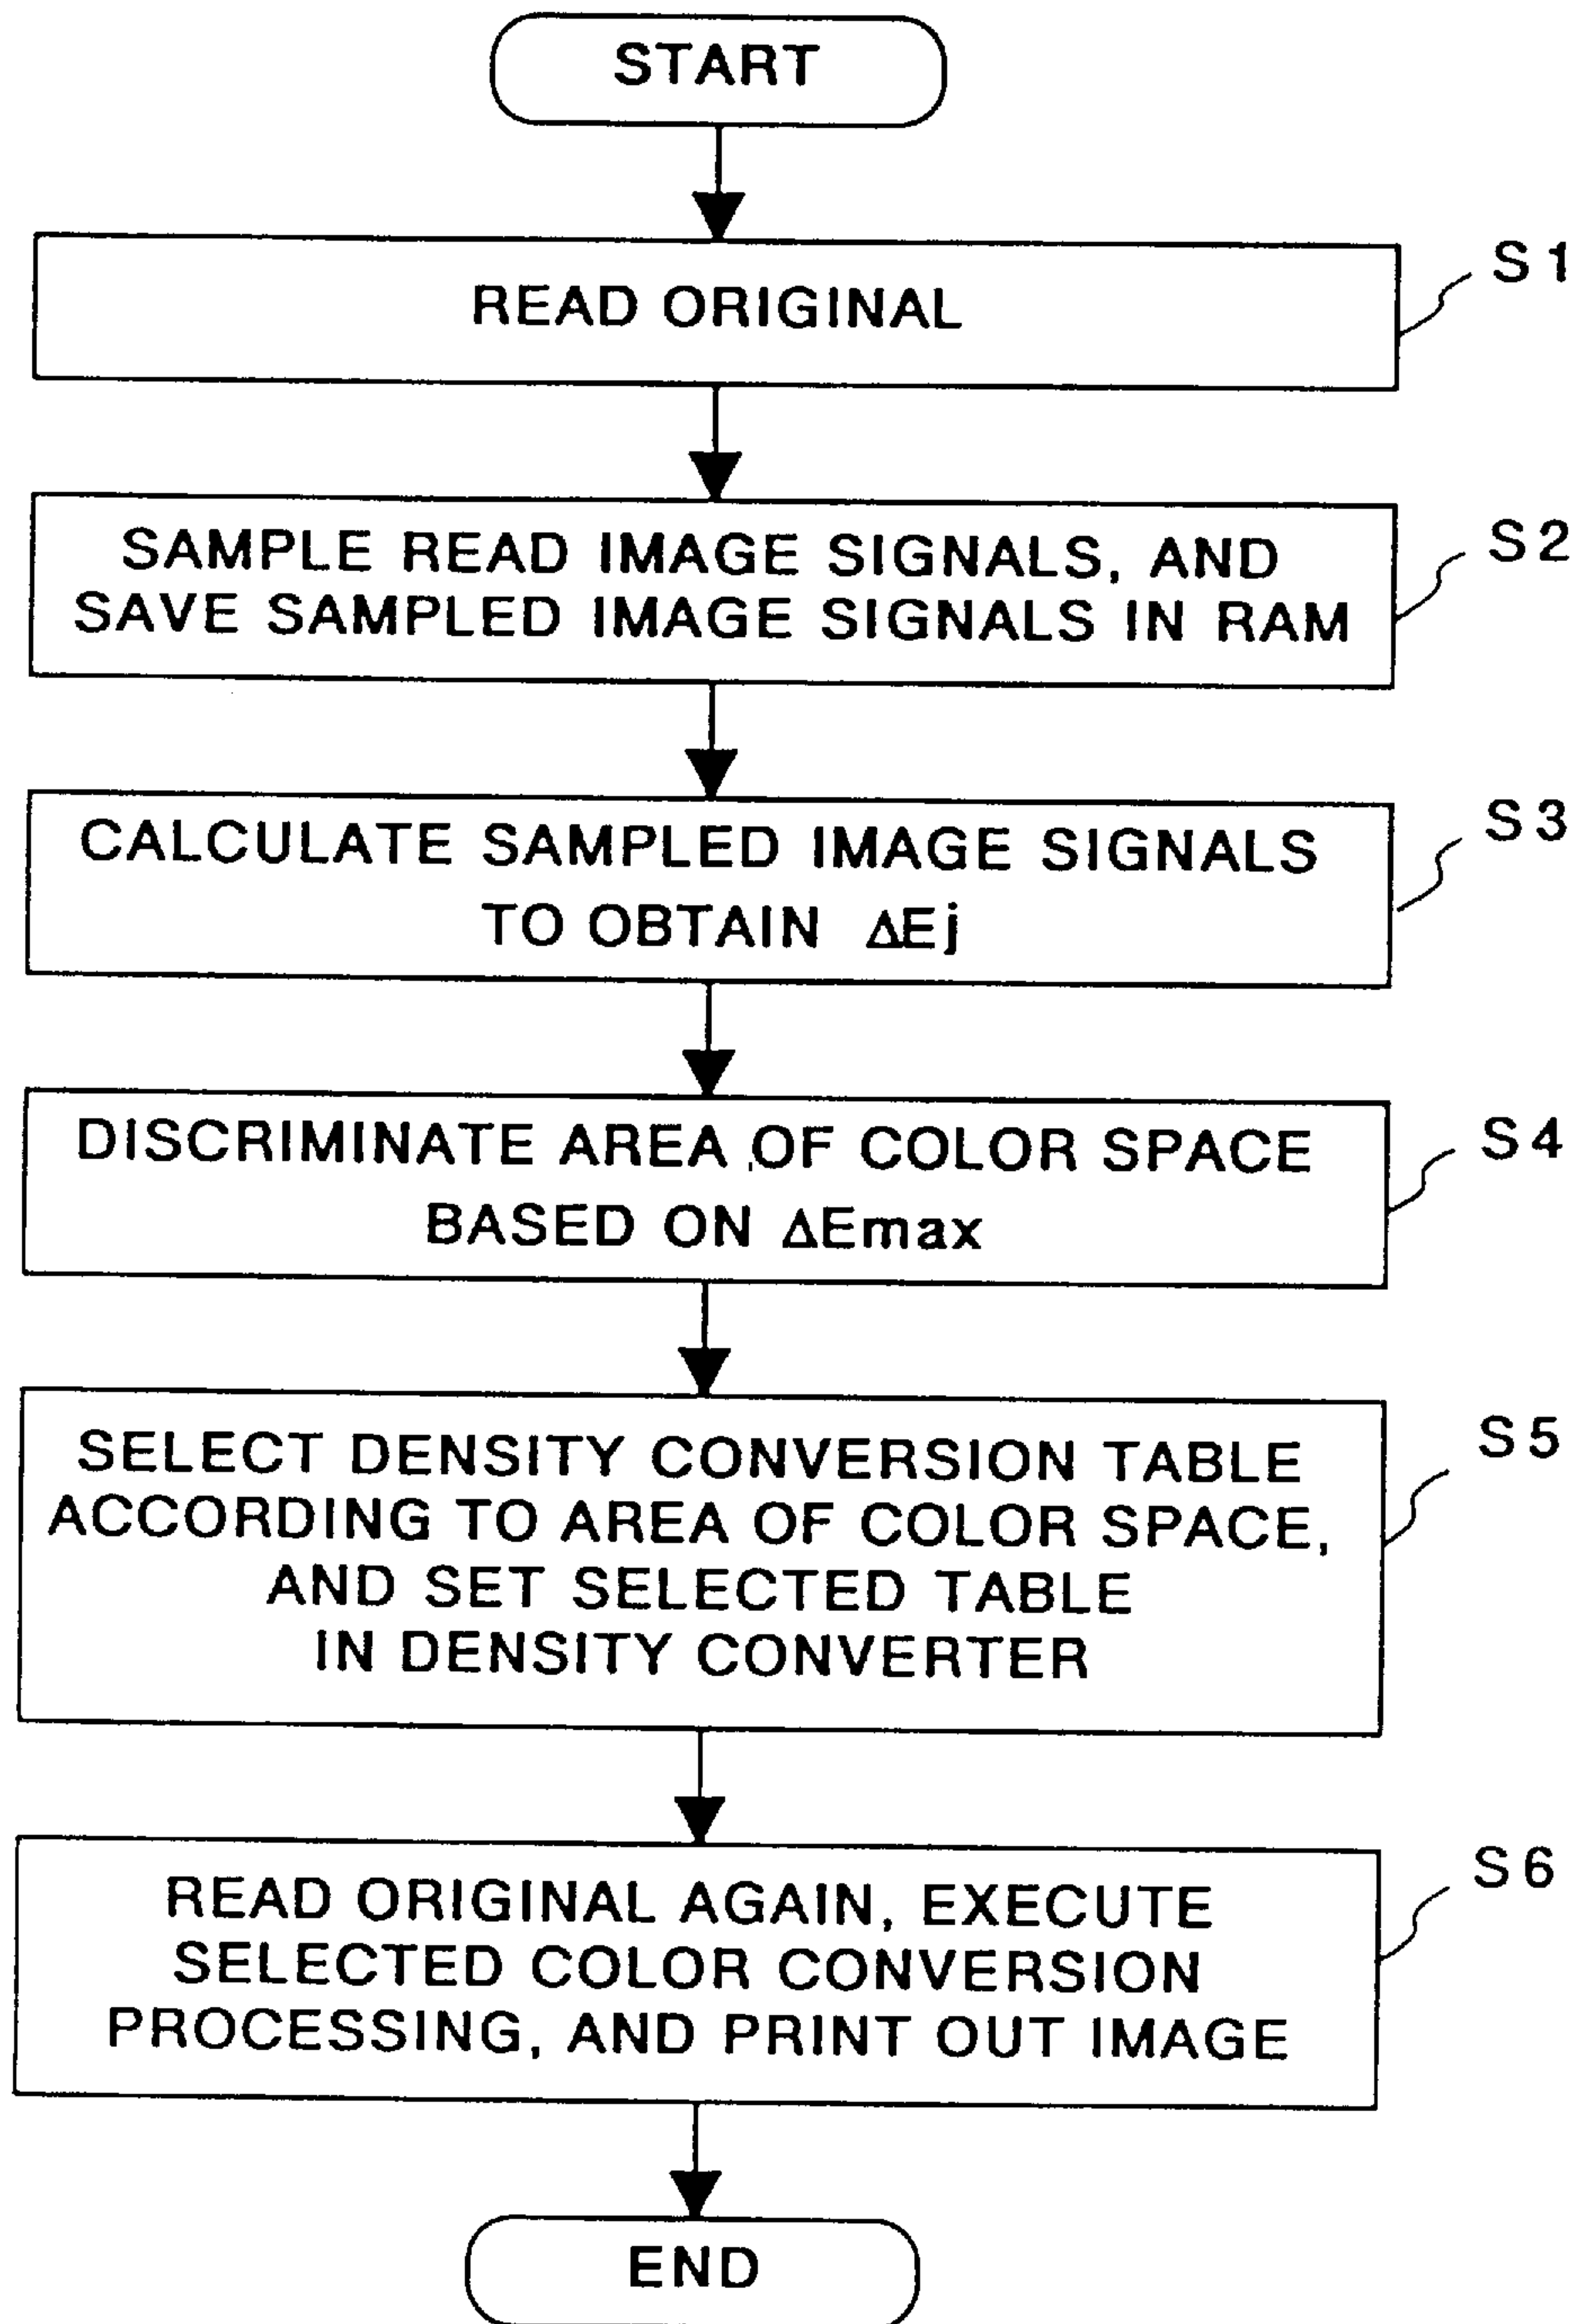 START
READ ORIGINAL
S1
SAMPLE READ IMAGE SIGNALS, AND
SAVE SAMPLED IMAGE SIGNALS IN RAM
S2
CALCULATE SAMPLED IMAGE SIGNALS
TO OBTAIN ΔEj
S3
DISCRIMINATE AREA OF COLOR SPACE
BASED ON ΔEmax
S4
SELECT DENSITY CONVERSION TABLE
ACCORDING TO AREA OF COLOR SPACE,
AND SET SELECTED TABLE
IN DENSITY CONVERTER
S5
READ ORIGINAL AGAIN, EXECUTE
SELECTED COLOR CONVERSION
PROCESSING, AND PRINT OUT IMAGE
S6
END